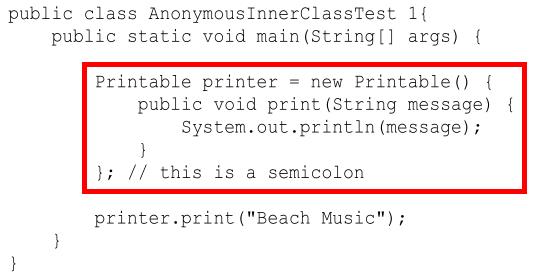 public class AnonymousInnerClassTest 1{
public static void main(String[] args) {
Printable printer = new Printable() {
public void print(String message) {
System.out.println(message);
}
}; // this is a semicolon
printer.print("Beach Music");
}
}